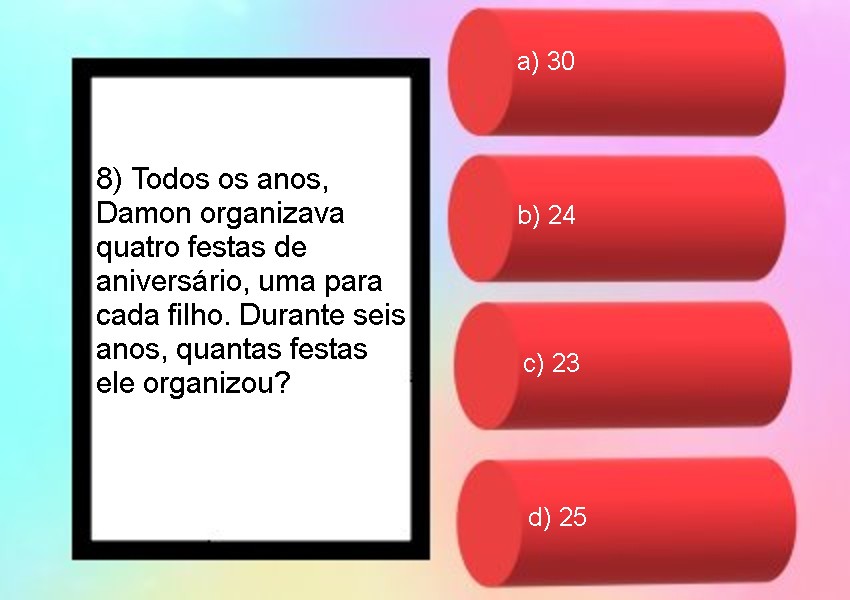 8) Todos os anos,
Damon organizava
quatro festas de
aniversário, uma para
cada filho. Durante seis
anos, quantas festas
ele organizou?
a) 30
b) 24
c) 23
d) 25